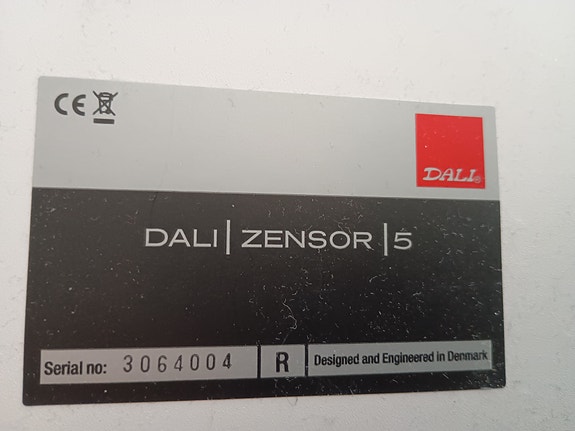 CE
DALI
DALI | ZENSOR | 5
Serial no: 3064004 R Designed and Engineered in Denmark